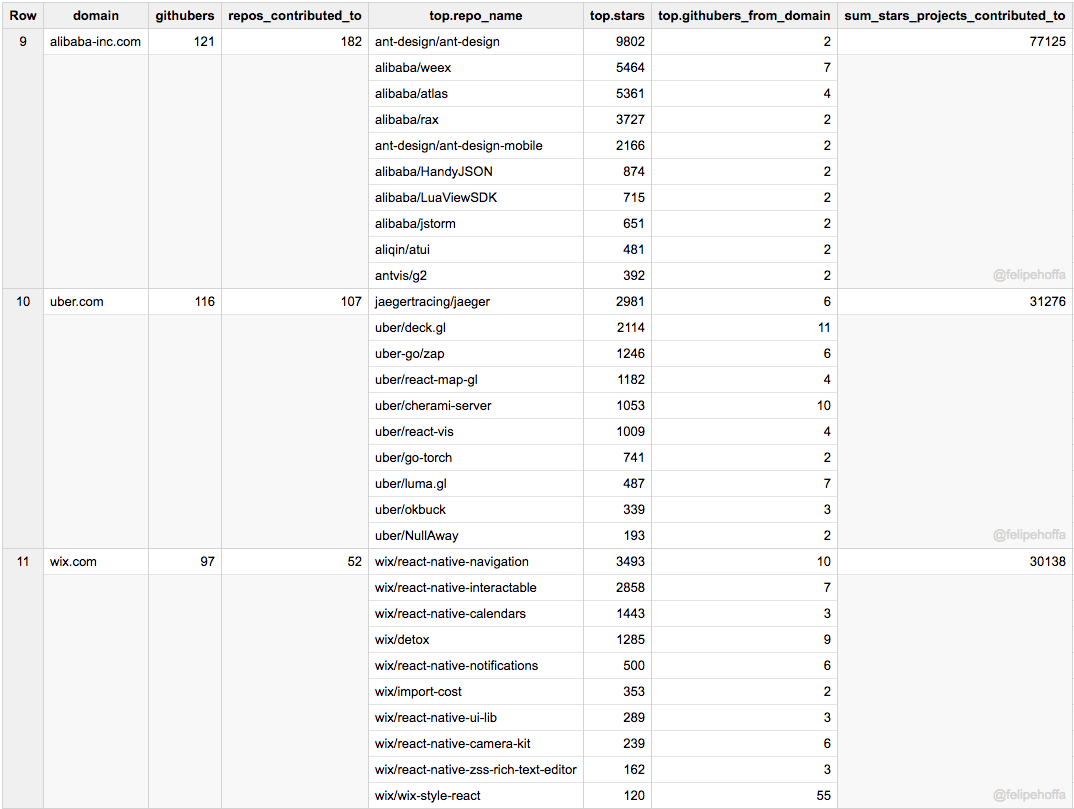 Row domain githubers repos_contributed_to top.repo_name top.stars top.githubers_from_domain sum_stars_projects_contributed_to
9 alibaba-inc.com 121 182 ant-design/ant-design 9802 2 77125
alibaba/weex 5464 7
alibaba/atlas 5361 4
alibaba/rax 3727 2
ant-design/ant-design-mobile 2166 2
alibaba/HandyJSON 874 2
alibaba/LuaViewSDK 715 2
alibaba/jstorm 651 2
aliqin/atui 481 2
antvis/g2 392 2 @felipehoffa
10 uber.com 116 107 jaegertracing/jaeger 2981 6 31276
uber/deck.gl 2114 11
uber-go/zap 1246 6
uber/react-map-gl 1182 4
uber/cherami-server 1053 10
uber/react-vis 1009 4
uber/go-torch 741 2
uber/luma.gl 487 7
uber/okbuck 339 3
uber/NullAway 193 2 @felipehoffa
11 wix.com 97 52 wix/react-native-navigation 3493 10 30138
wix/react-native-interactable 2858 7
wix/react-native-calendars 1443 3
wix/detox 1285 9
wix/react-native-notifications 500 6
wix/import-cost 353 2
wix/react-native-ui-lib 289 3
wix/react-native-camera-kit 239 6
wix/react-native-zss-rich-text-editor 162 3
wix/wix-style-react 120 55 @felipehoffa